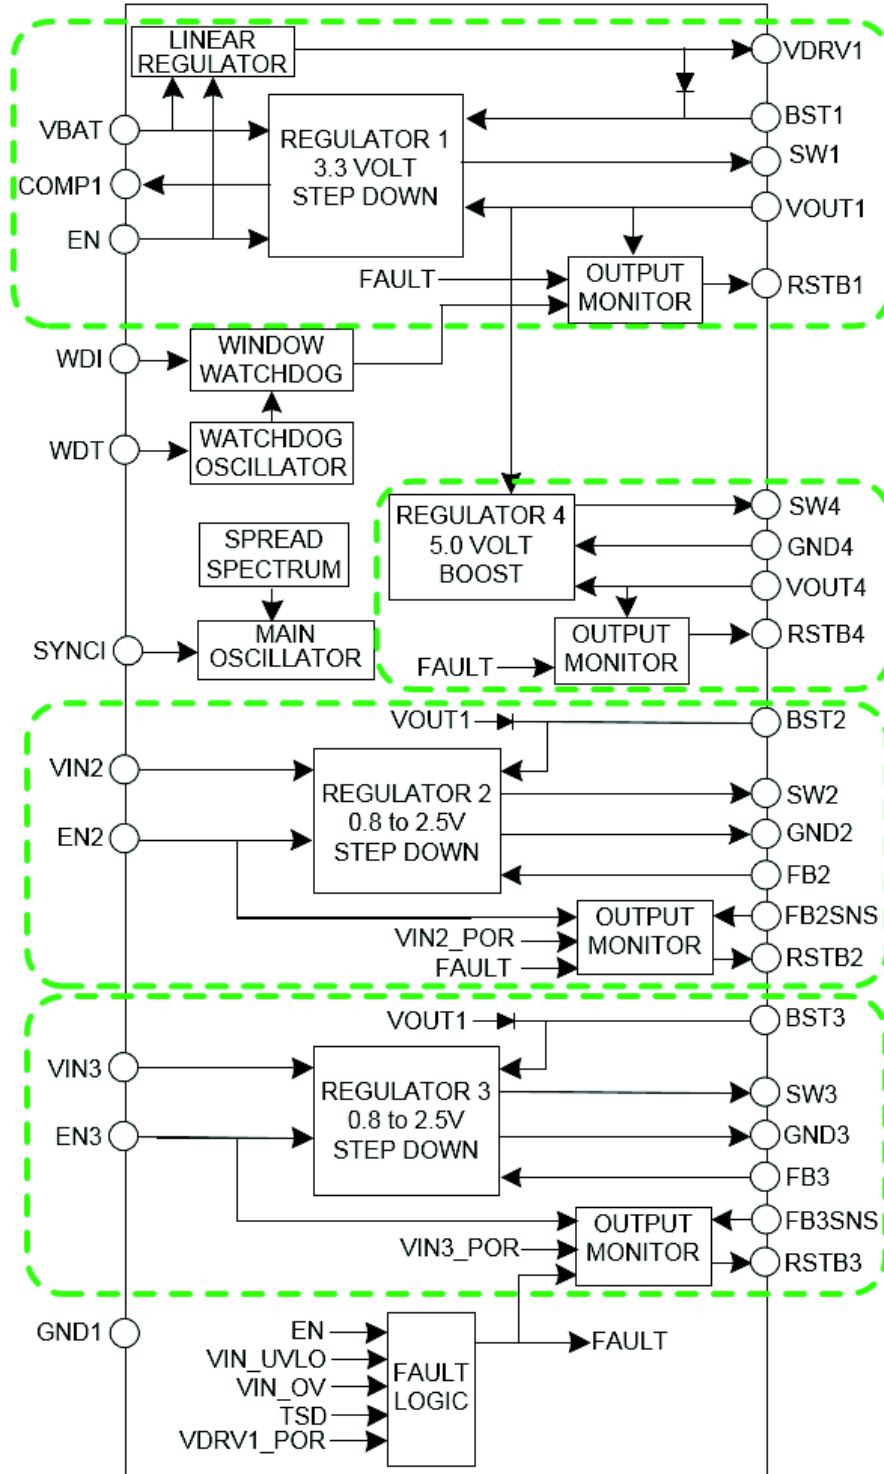 LINEAR
REGULATOR
VDRV1
VBAT
BST1
REGULATOR 1
3.3 VOLT
STEP DOWN
SW1
COMP1
VOUT1
EN
FAULT
OUTPUT
MONITOR
RSTB1
WDI
WINDOW
WATCHDOG
WDT
WATCHDOG
OSCILLATOR
REGULATOR 4
5.0 VOLT
BOOST
SW4
GND4
VOUT4
SPREAD
SPECTRUM
SYNCI
MAIN
OSCILLATOR
OUTPUT
MONITOR
RSTB4
FAULT
VOUT1
BST2
VIN2
REGULATOR 2
0.8 to 2.5V
STEP DOWN
SW2
EN2
GND2
FB2
OUTPUT
MONITOR
FB2SNS
VIN2_POR
FAULT
RSTB2
VOUT1
BST3
VIN3
REGULATOR 3
0.8 to 2.5V
STEP DOWN
SW3
EN3
GND3
FB3
OUTPUT
MONITOR
FB3SNS
VIN3_POR
RSTB3
GND1
EN
VIN_UVLO
VIN_OV
TSD
VDRV1_POR
FAULT
LOGIC
FAULT